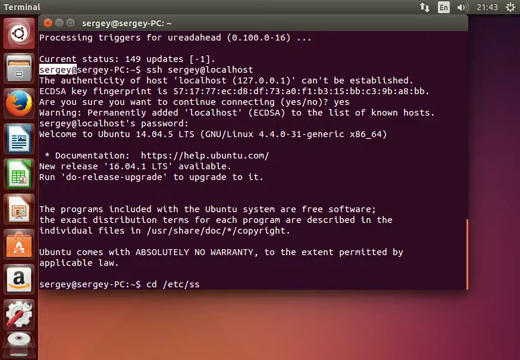 Terminal
En
21:43
sergey@sergey-PC: ~
Processing triggers for ureadahead (0.100.0-16) ...
Current status: 149 updates [-1].
sergey@sergey-PC:~$ ssh sergey@localhost
The authenticity of host 'localhost (127.0.0.1)' can't be established.
ECDSA key fingerprint is 57:17:77:ec:d8:df:73:a0:f1:b3:15:bb:c3:9b:a8:bb.
Are you sure you want to continue connecting (yes/no)? yes
Warning: Permanently added 'localhost' (ECDSA) to the list of known hosts.
sergey@localhost's password:
Welcome to Ubuntu 14.04.5 LTS (GNU/Linux 4.4.0-31-generic x86_64)
* Documentation:  https://help.ubuntu.com/
New release '16.04.1 LTS' available.
Run 'do-release-upgrade' to upgrade to it.
The programs included with the Ubuntu system are free software;
the exact distribution terms for each program are described in the
individual files in /usr/share/doc/*/copyright.
Ubuntu comes with ABSOLUTELY NO WARRANTY, to the extent permitted by
applicable law.
sergey@sergey-PC:~$ cd /etc/ss